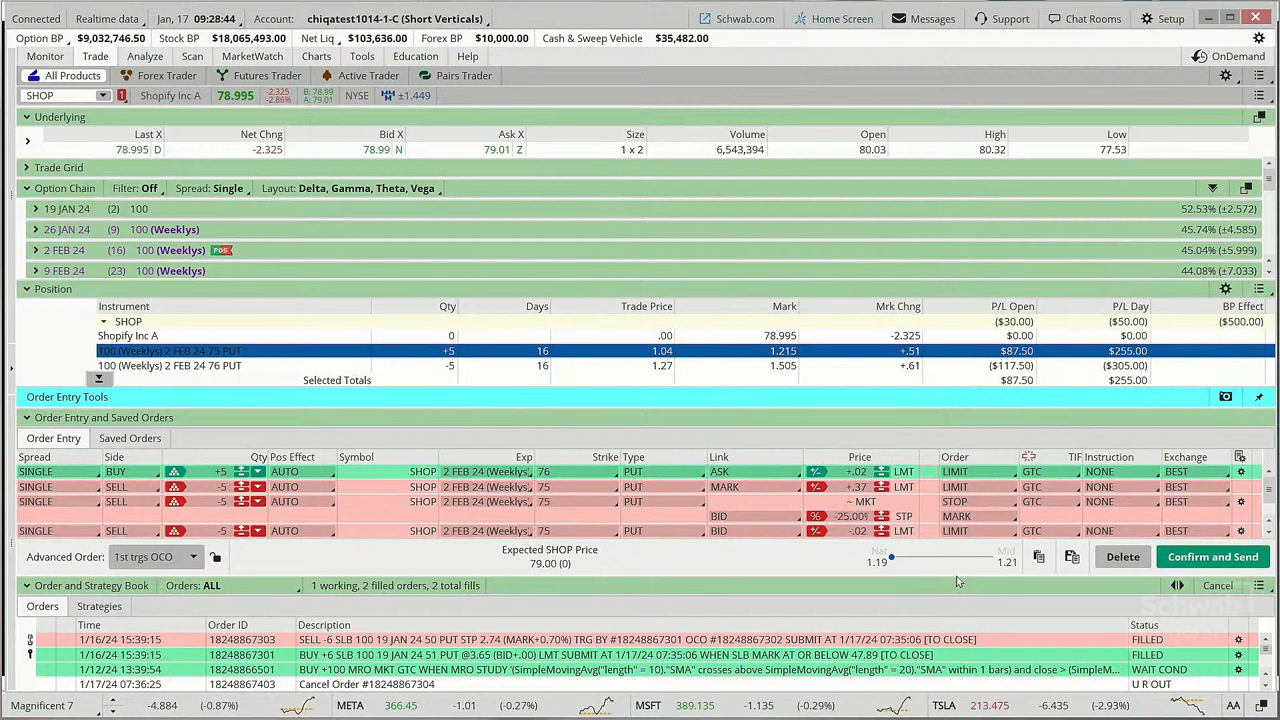 Connected Realtime data Jan, 17 09:28:44 Account: chiqatest1014-1-C (Short Verticals) Schwab.com Home Screen Messages Support Chat Rooms Setup
Option BP $9,032,746.50 Stock BP $18,065,493.00 Net Liq $103,636.00 Forex BP $10,000.00 Cash & Sweep Vehicle $35,482.00
Monitor Trade Analyze Scan MarketWatch Charts Tools Education Help OnDemand
All Products Forex Trader Futures Trader Active Trader Pairs Trader
SHOP 1 Shopify Inc A 78.995 -2.325 -2.86% B: 78.99 A: 79.01 NYSE ±1.449
Underlying
Last X Net Chng Bid X Ask X Size Volume Open High Low
78.995 D -2.325 78.99 N 79.01 Z 1 x 2 6,543,394 80.03 80.32 77.53
Trade Grid
Option Chain Filter: Off Spread: Single Layout: Delta, Gamma, Theta, Vega
19 JAN 24 (2) 100 52.53% (±2.572)
26 JAN 24 (9) 100 (Weeklys) 45.74% (±4.585)
2 FEB 24 (16) 100 (Weeklys) POS 45.04% (±5.999)
9 FEB 24 (23) 100 (Weeklys) 44.08% (±7.033)
Position
Instrument Qty Days Trade Price Mark Mrk Chng P/L Open P/L Day BP Effect
SHOP ($30.00) ($50.00) ($500.00)
Shopify Inc A 0 .00 78.995 -2.325 $0.00 $0.00
100 (Weeklys) 2 FEB 24 75 PUT +5 16 1.04 1.215 +.51 $87.50 $255.00
100 (Weeklys) 2 FEB 24 76 PUT -5 16 1.27 1.505 +.61 ($117.50) ($305.00)
Selected Totals $87.50 $255.00
Order Entry Tools
Order Entry and Saved Orders
Order Entry Saved Orders
Spread Side Qty Pos Effect Symbol Exp Strike Type Link Price Order TIF Instruction Exchange
SINGLE BUY +5 AUTO SHOP 2 FEB 24 (Weeklys) 76 PUT ASK +.02 LMT LIMIT GTC NONE BEST
SINGLE SELL -5 AUTO SHOP 2 FEB 24 (Weeklys) 75 PUT MARK +.37 LMT LIMIT GTC NONE BEST
SINGLE SELL -5 AUTO SHOP 2 FEB 24 (Weeklys) 75 PUT ~ MKT STOP GTC NONE BEST
BID -25.00% STP MARK
SINGLE SELL -5 AUTO SHOP 2 FEB 24 (Weeklys) 75 PUT BID -.02 LMT LIMIT GTC NONE BEST
Advanced Order: 1st trgs OCO Expected SHOP Price 79.00 (0) Nat 1.19 Mid 1.21 Delete Confirm and Send
Order and Strategy Book Orders: ALL 1 working, 2 filled orders, 2 total fills Cancel
Schwab
Orders Strategies
Time Order ID Description Status
1/16/24 15:39:15 18248867303 SELL -6 SLB 100 19 JAN 24 50 PUT STP 2.74 (MARK+0.70%) TRG BY #18248867301 OCO #18248867302 SUBMIT AT 1/17/24 07:35:06 [TO CLOSE] FILLED
1/16/24 15:39:15 18248867301 BUY +6 SLB 100 19 JAN 24 51 PUT @3.65 (BID+.00) LMT SUBMIT AT 1/17/24 07:35:06 WHEN SLB MARK AT OR BELOW 47.89 [TO CLOSE] FILLED
1/12/24 13:39:54 18248866501 BUY +100 MRO MKT GTC WHEN MRO STUDY 'SimpleMovingAvg("length" = 10)."SMA" crosses above SimpleMovingAvg("length" = 20)."SMA" within 1 bars) and close > (SimpleM... WAIT COND
1/17/24 07:36:25 18248867403 Cancel Order #18248867304 U R OUT
Magnificent 7 -4.884 (-0.87%) META 366.45 -1.01 (-0.27%) MSFT 389.135 -1.135 (-0.29%) TSLA 213.475 -6.435 (-2.93%) AA